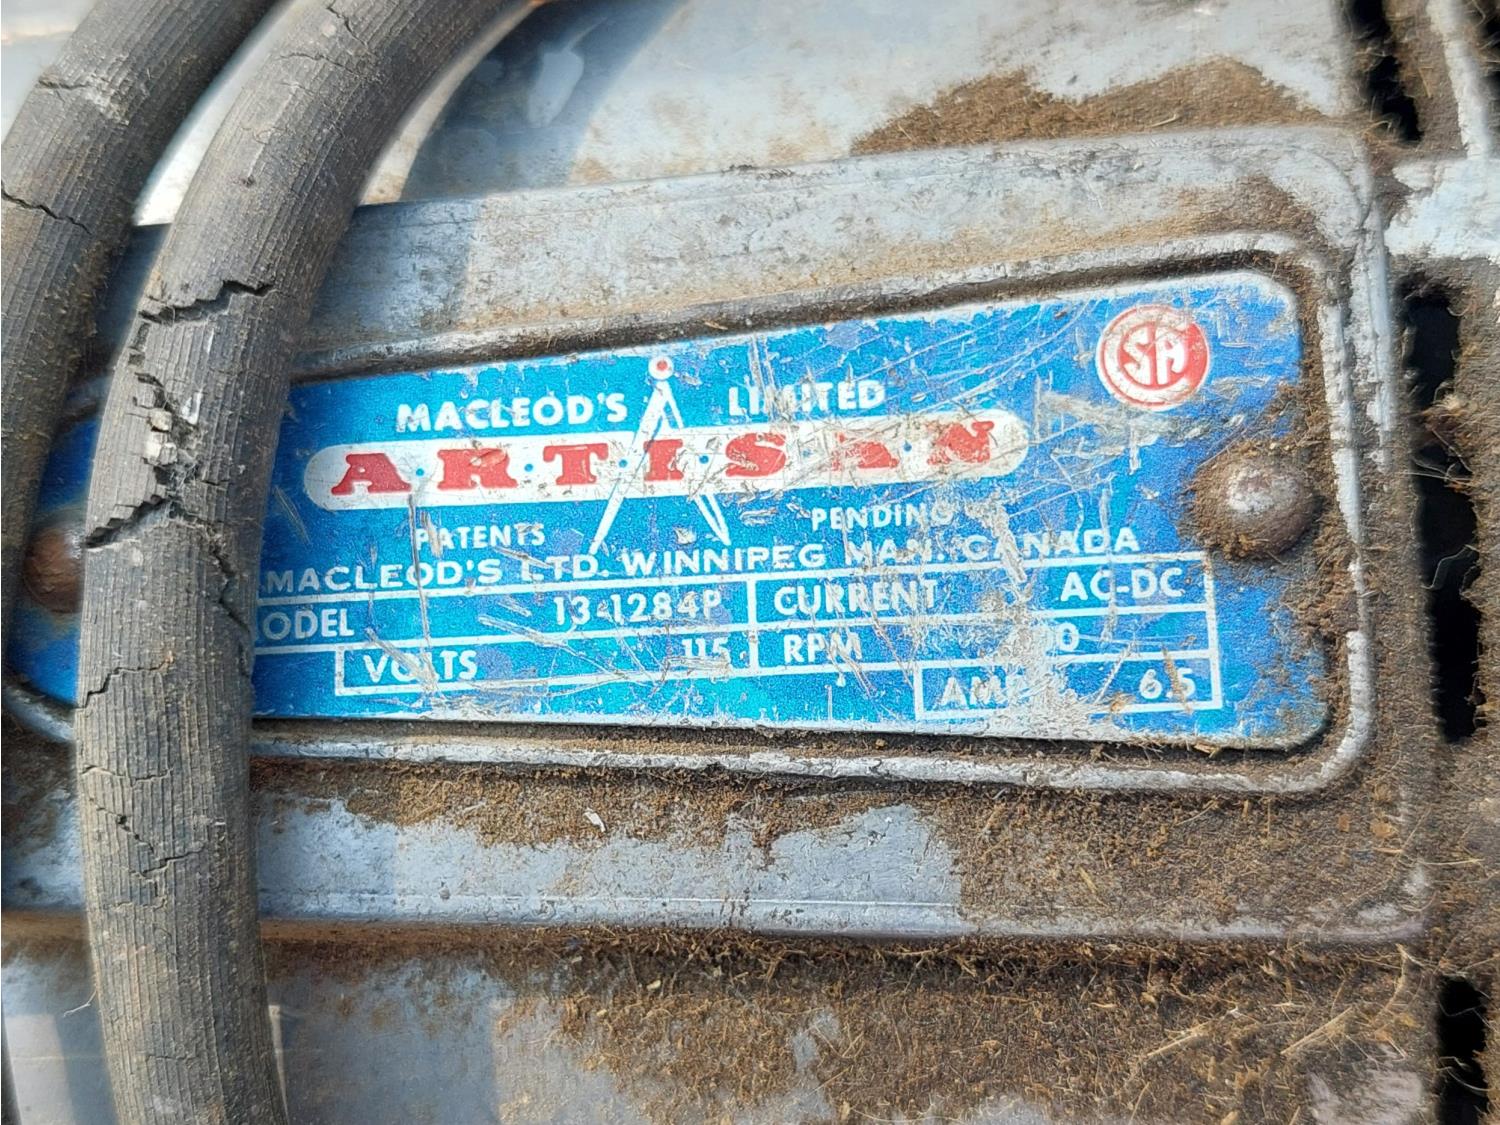 MACLEOD'S LIMITED
CSA
A·R·T·I·S·A·N
PATENTS PENDING
MACLEOD'S LTD. WINNIPEG MAN. CANADA
ODEL 13-1284P CURRENT AC-DC
VOLTS 115 RPM
6.5